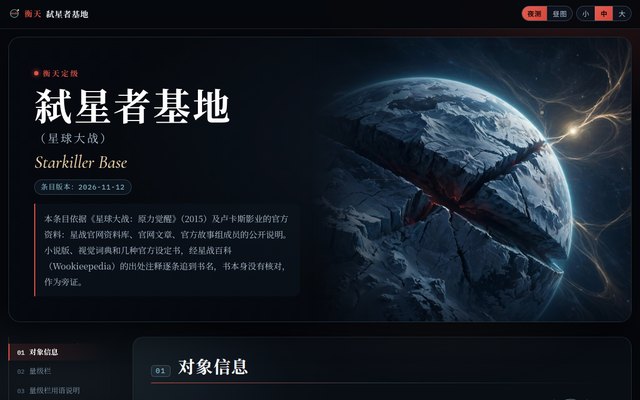 衡天 弑星者基地
夜测 昼图 小 中 大
衡天定级
弑星者基地
（星球大战）
Starkiller Base
条目版本：2026-11-12
本条目依据《星球大战：原力觉醒》（2015）及卢卡斯影业的官方
资料：星战官网资料库、官网文章、官方故事组成员的公开说明。
小说版、视觉词典和几种官方设定书，经星战百科
（Wookieepedia）的出处注释逐条追到书名，书本身没有核对，
作为旁证。
01 对象信息
02 量级栏
03 量级栏用语说明
01 对象信息